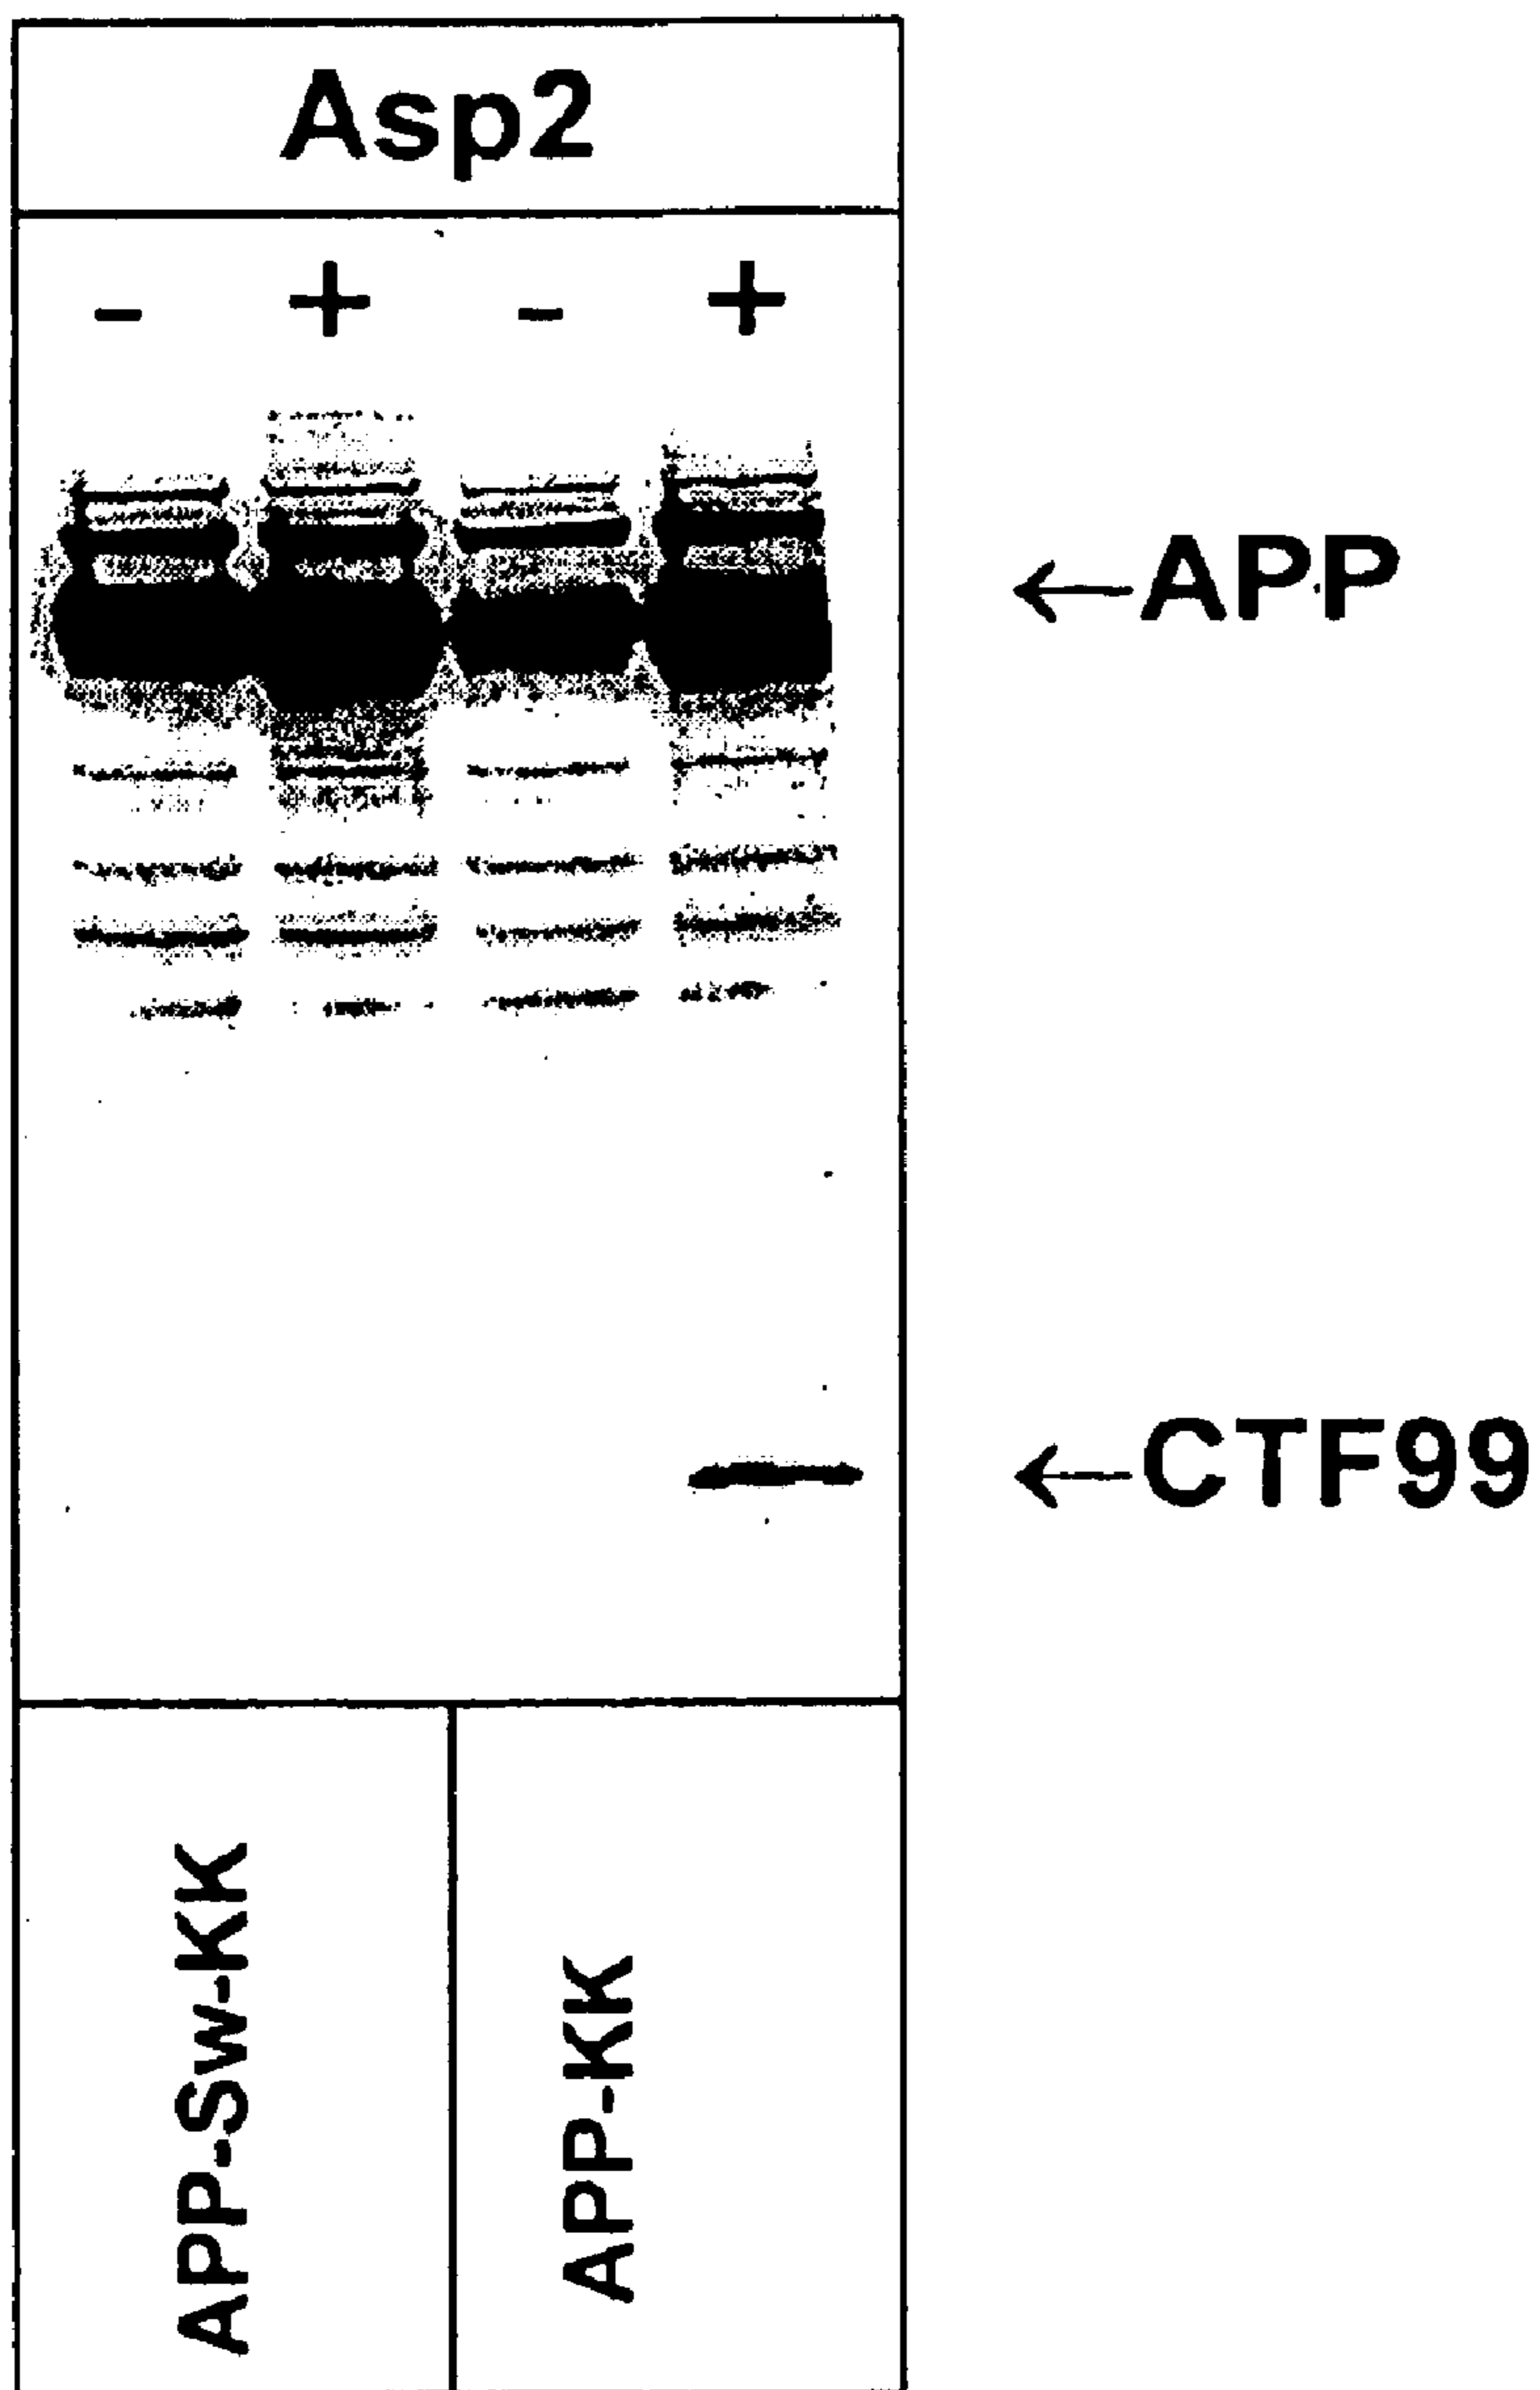 Asp2
- + - +
←APP
←CTF99
APP-Sw-KK
APP-KK